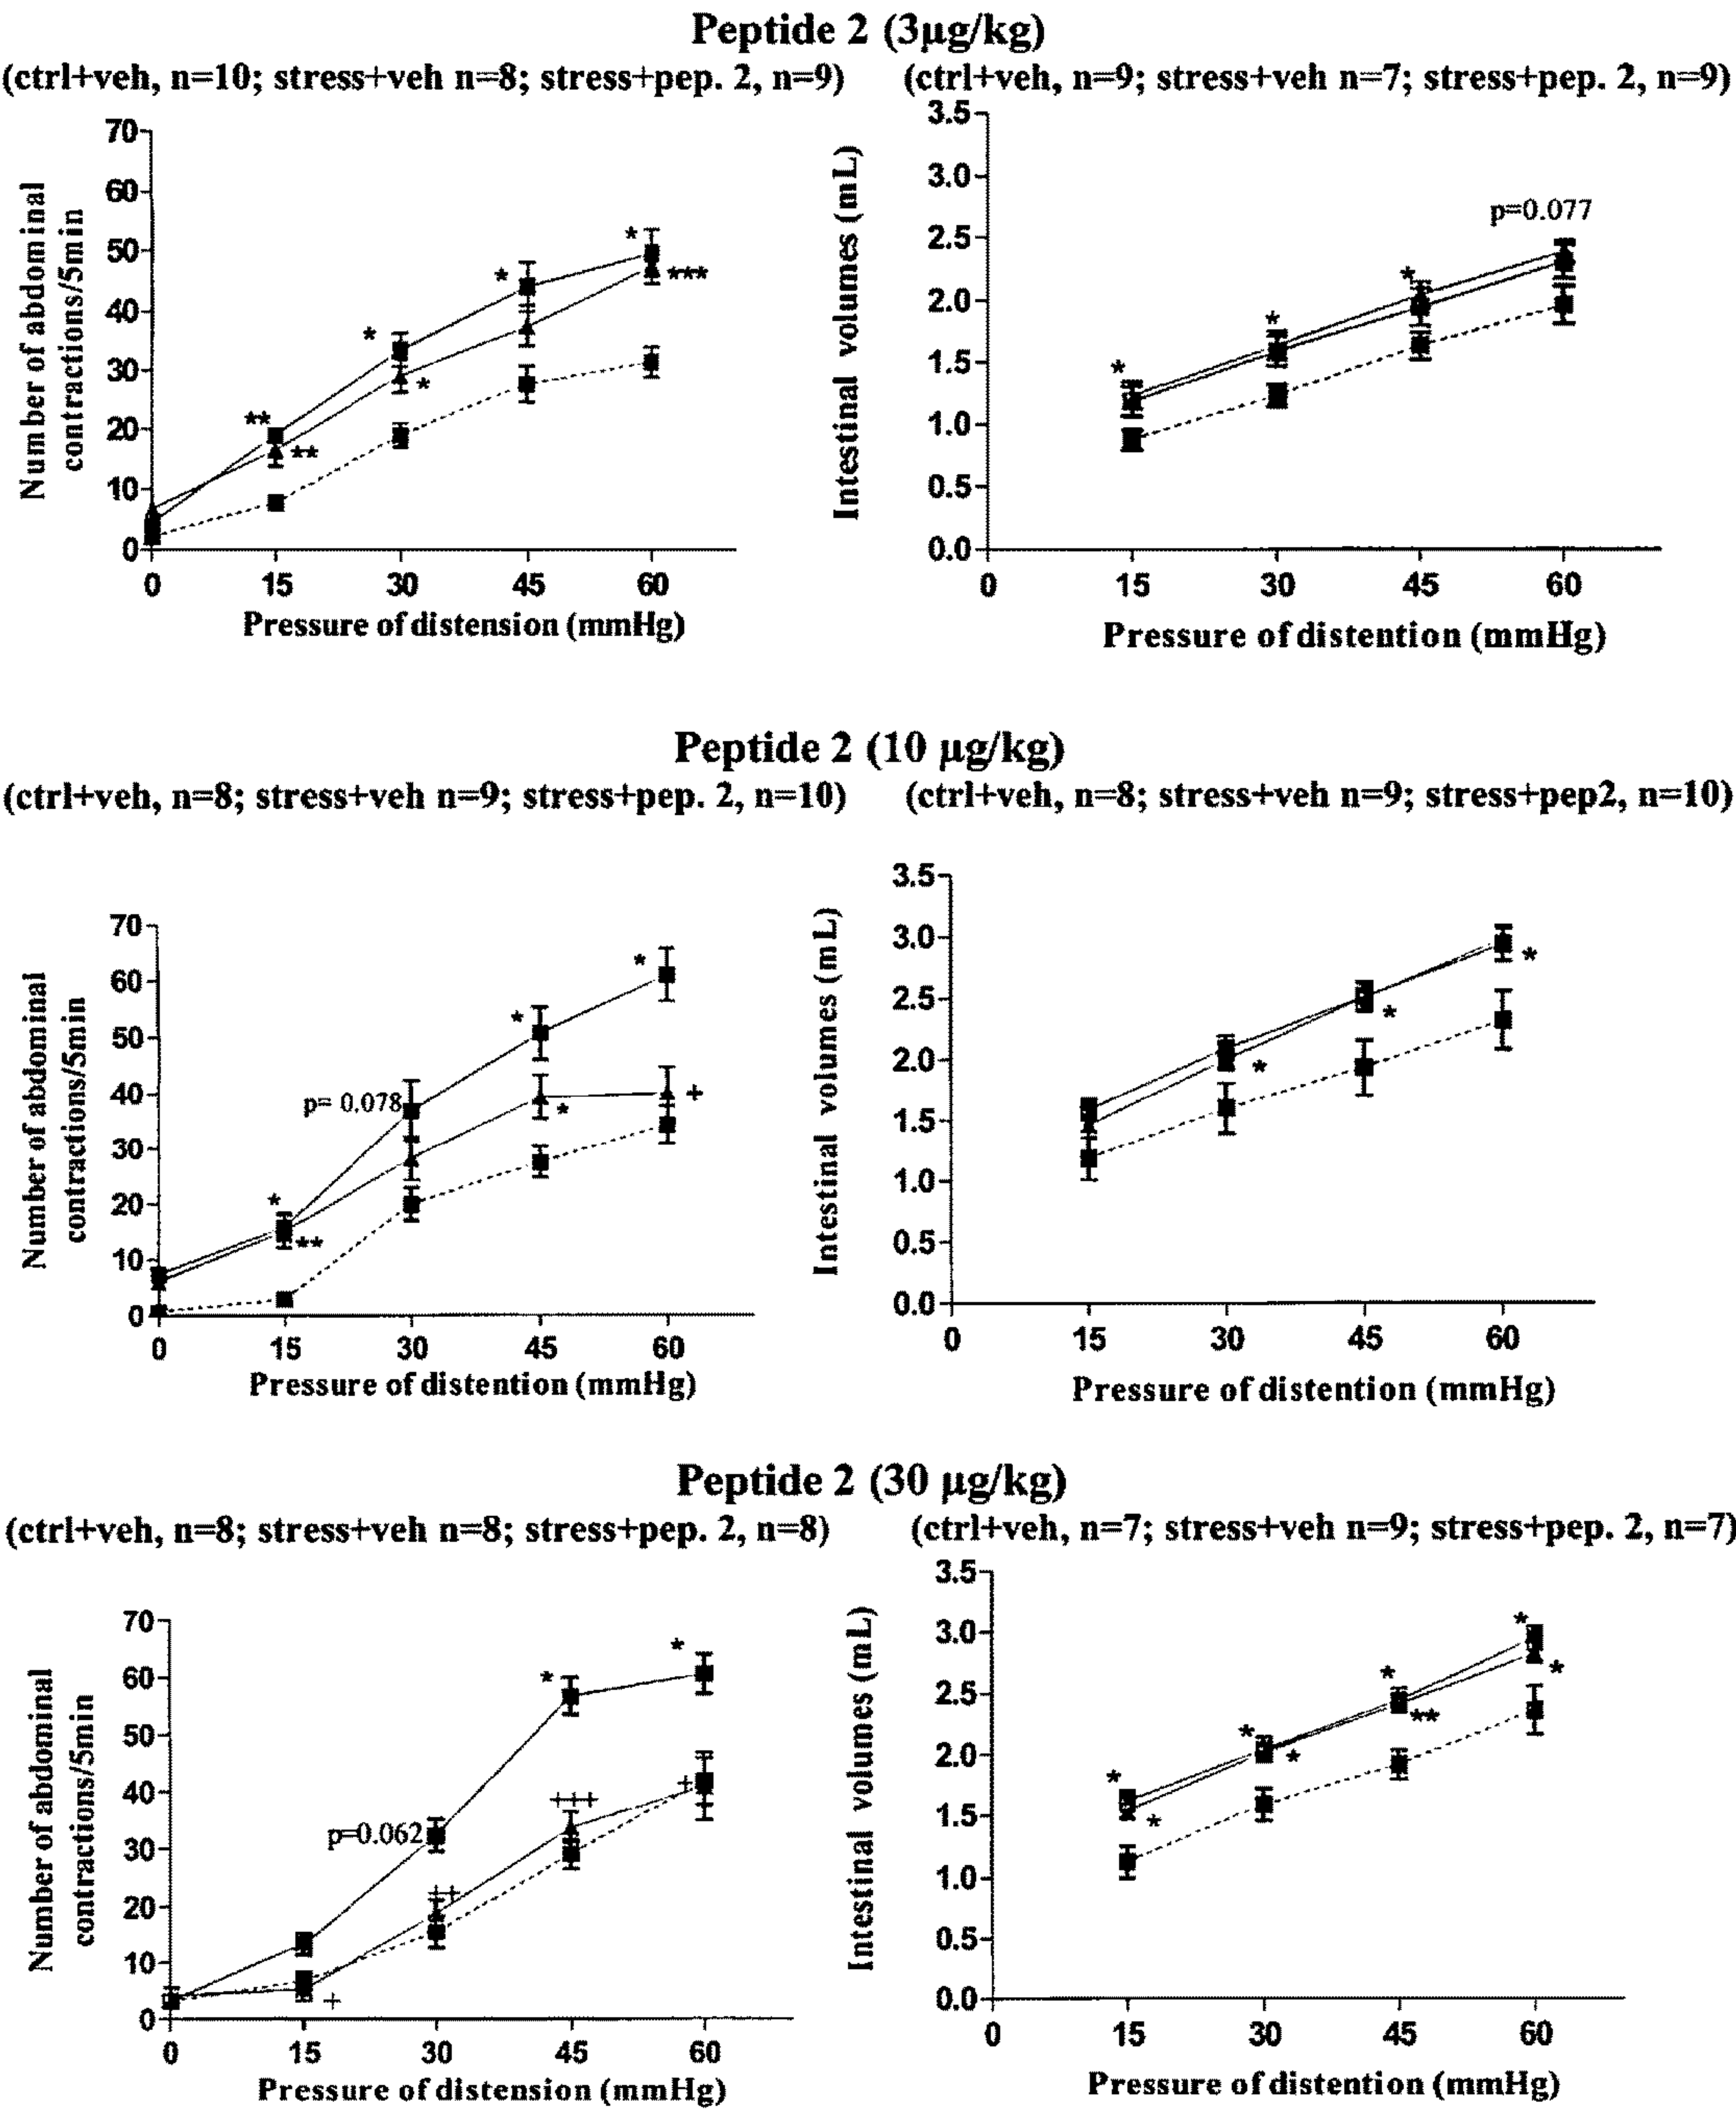 Peptide 2 (3µg/kg)
(ctrl+veh, n=10; stress+veh n=8; stress+pep. 2, n=9)
(ctrl+veh, n=9; stress+veh n=7; stress+pep. 2, n=9)
Number of abdominal
contractions/5min
70
60
50
40
30
20
10
0
*
*
*
**
***
*
**
0 15 30 45 60
Pressure of distension (mmHg)
Intestinal volumes (mL)
3.5
3.0
2.5
2.0
1.5
1.0
0.5
0.0
p=0.077
*
*
*
0 15 30 45 60
Pressure of distention (mmHg)
Peptide 2 (10 µg/kg)
(ctrl+veh, n=8; stress+veh n=9; stress+pep. 2, n=10)
(ctrl+veh, n=8; stress+veh n=9; stress+pep2, n=10)
Number of abdominal
contractions/5min
70
60
50
40
30
20
10
0
*
*
p= 0.078
*
+
*
**
0 15 30 45 60
Pressure of distention (mmHg)
Intestinal volumes (mL)
3.5
3.0
2.5
2.0
1.5
1.0
0.5
0.0
*
*
*
0 15 30 45 60
Pressure of distention (mmHg)
Peptide 2 (30 µg/kg)
(ctrl+veh, n=8; stress+veh n=8; stress+pep. 2, n=8)
(ctrl+veh, n=7; stress+veh n=9; stress+pep. 2, n=7)
Number of abdominal
contractions/5min
70
60
50
40
30
20
10
0
*
*
p=0.062
+
+++
++
+
0 15 30 45 60
Pressure of distension (mmHg)
Intestinal volumes (mL)
3.5
3.0
2.5
2.0
1.5
1.0
0.5
0.0
*
*
*
*
*
**
*
*
0 15 30 45 60
Pressure of distention (mmHg)